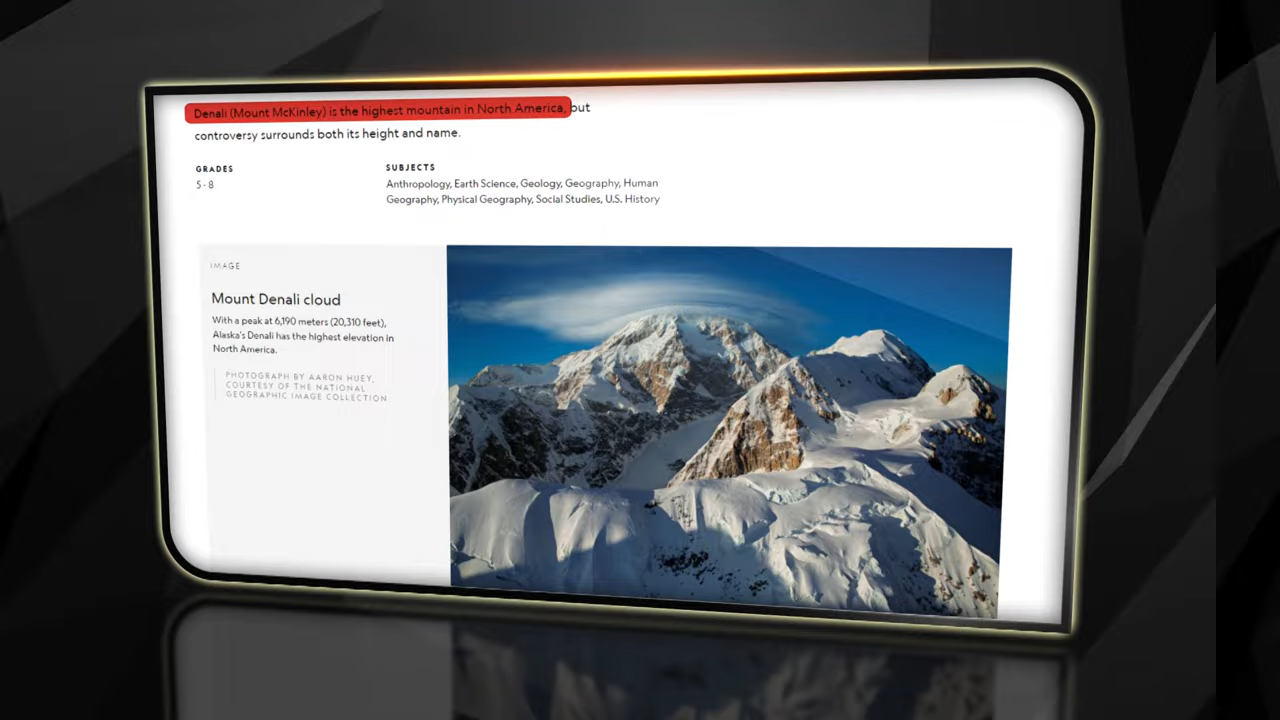 Denali (Mount McKinley) is the highest mountain in North America, but
controversy surrounds both its height and name.
GRADES
5 - 8
SUBJECTS
Anthropology, Earth Science, Geology, Geography, Human
Geography, Physical Geography, Social Studies, U.S. History
IMAGE
Mount Denali cloud
With a peak at 6,190 meters (20,310 feet),
Alaska's Denali has the highest elevation in
North America.
PHOTOGRAPH BY AARON HUEY,
COURTESY OF THE NATIONAL
GEOGRAPHIC IMAGE COLLECTION